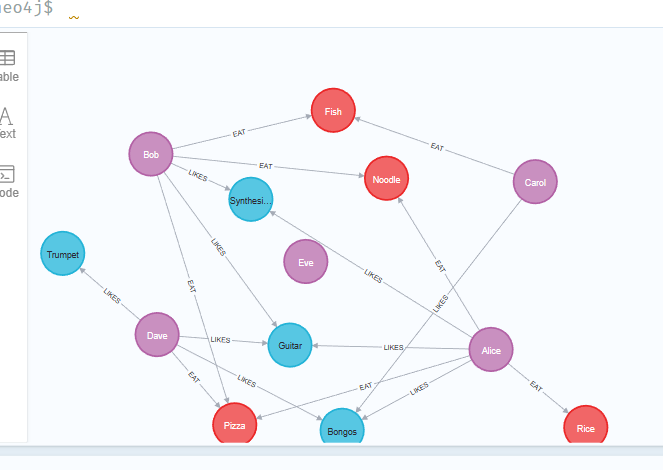 neo4j$
able
Fish
EAT
EAT
Bob
EAT
Noodle
Carol
LIKES
Synthesi...
Trumpet
LIKES
Eve
EAT
LIKES
EAT
LIKES
LIKES
Dave
LIKES
Guitar
LIKES
Alice
EAT
LIKES
EAT
LIKES
EAT
Pizza
Bongos
Rice
ext
ode